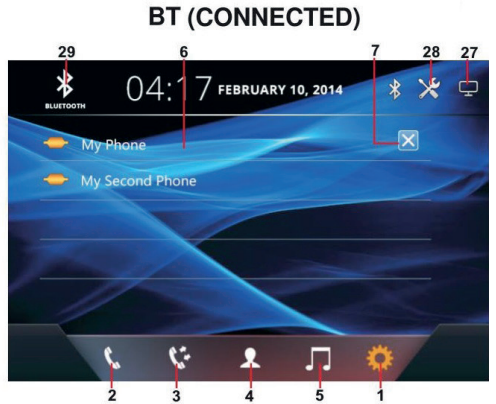 BT (CONNECTED)
29 6 7 28 27
BLUETOOTH 04:17 FEBRUARY 10, 2014
My Phone
My Second Phone
2 3 4 5 1